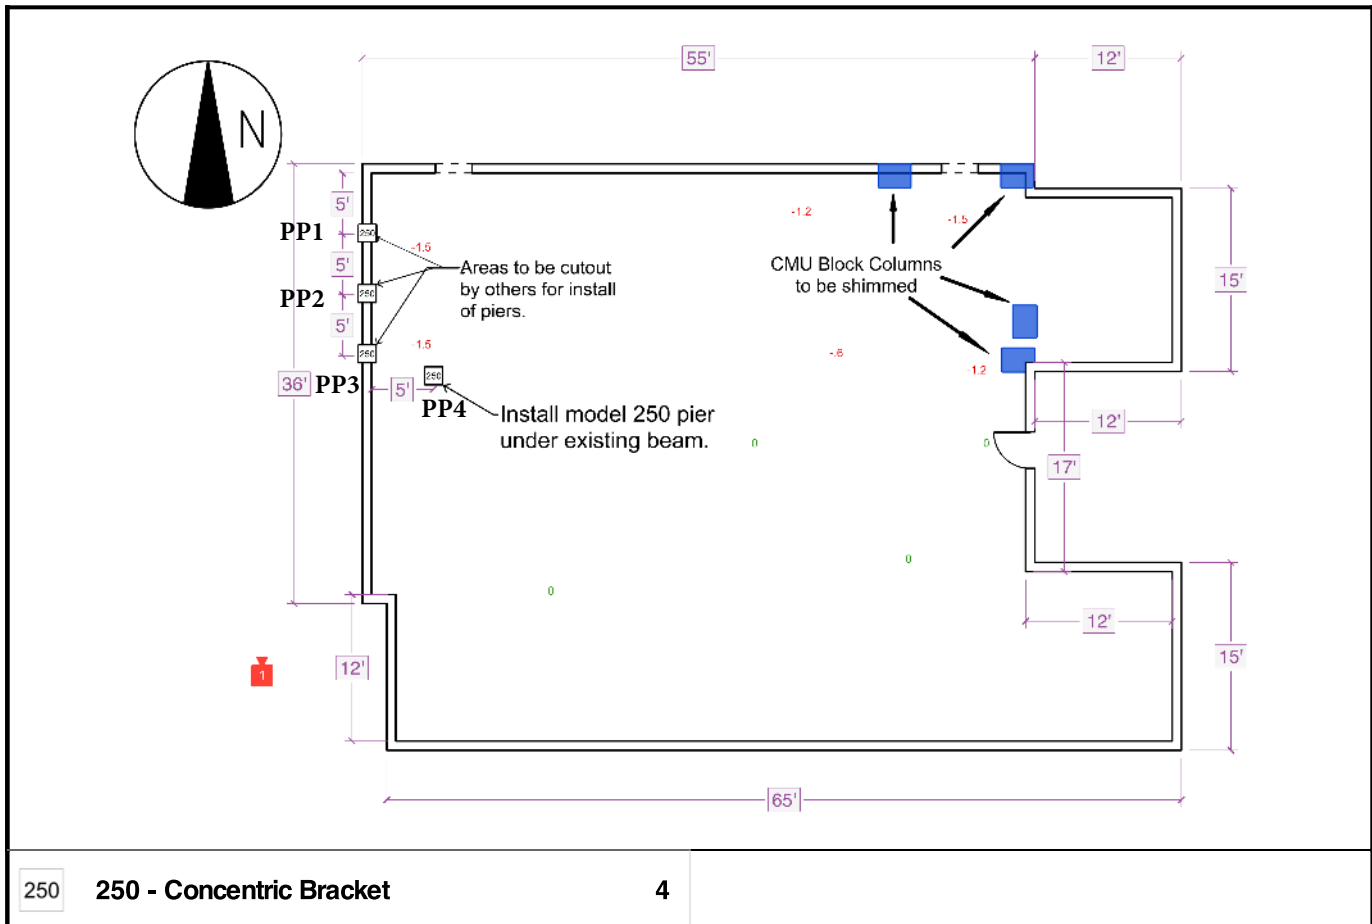 55'
12'
N
5'
PP1
250
-1.2
-1.5
-1.5
Areas to be cutout
by others for install
of piers.
5'
CMU Block Columns
to be shimmed
15'
PP2
250
5'
250
-1.5
-.6
-1.2
36'
PP3
5'
250
PP4
Install model 250 pier
under existing beam.
12'
0
0
17'
0
0
12'
12'
15'
1
65'
250
250 - Concentric Bracket
4